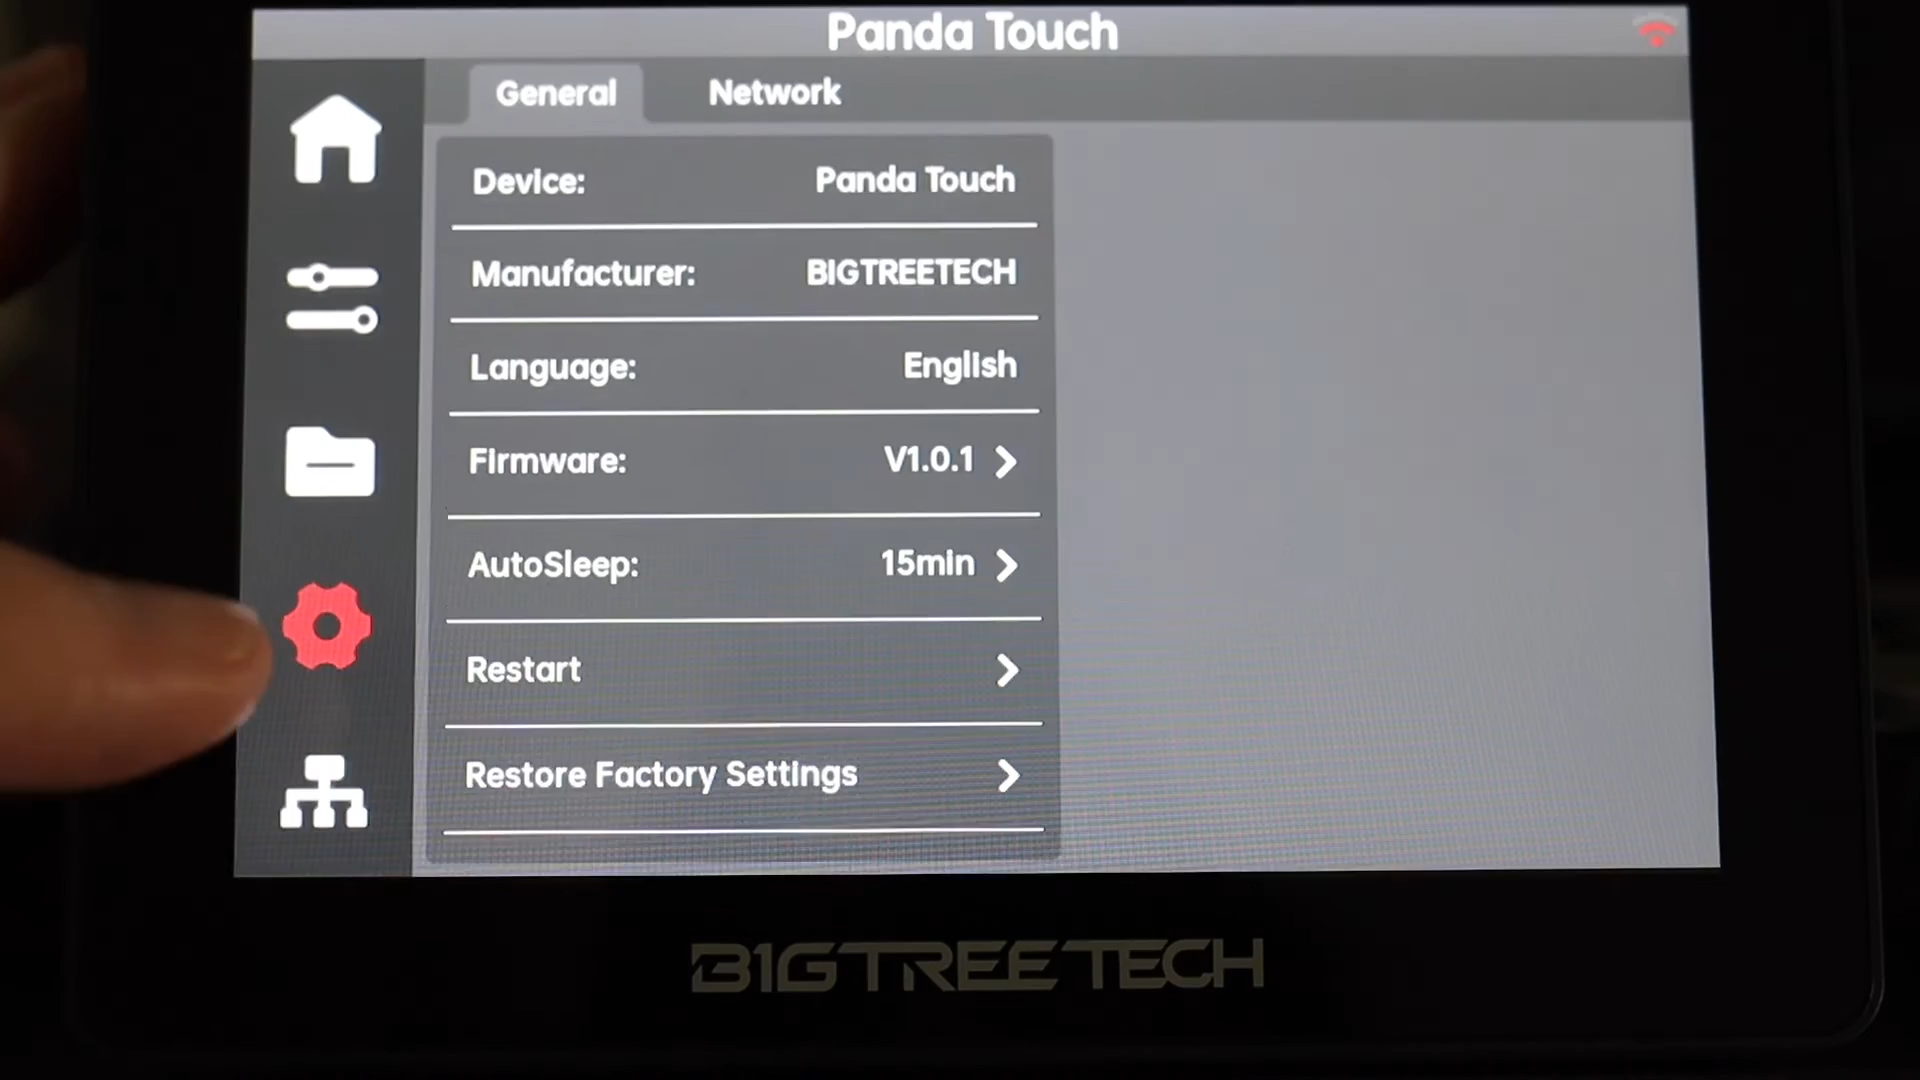 Panda Touch
General Network
Device: Panda Touch
Manufacturer: BIGTREETECH
Language: English
Firmware: V1.0.1
AutoSleep: 15min
Restart
Restore Factory Settings
BIGTREETECH